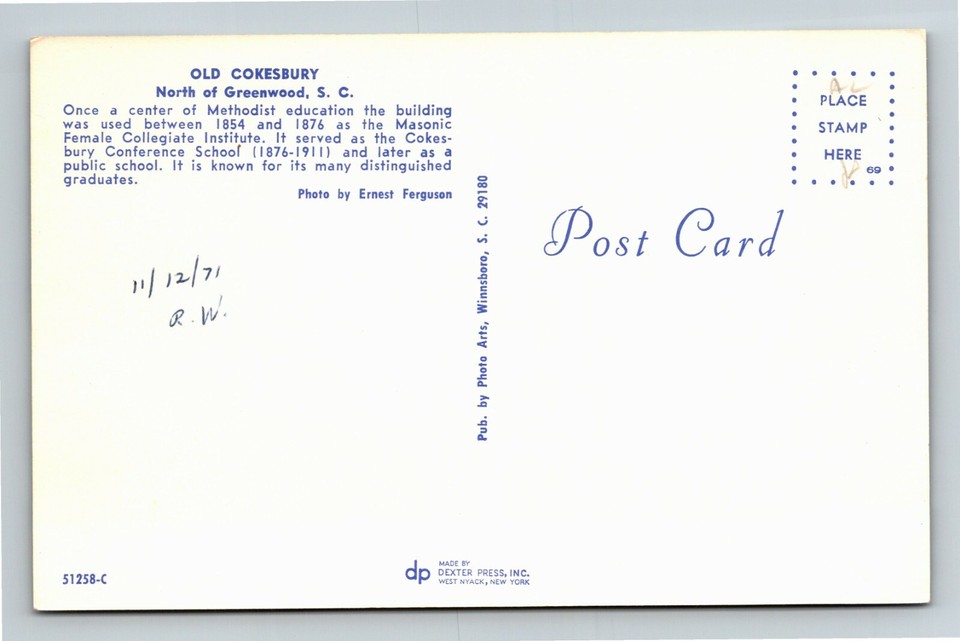 OLD COKESBURY
North of Greenwood, S. C.
Once a center of Methodist education the building
was used between 1854 and 1876 as the Masonic
Female Collegiate Institute. It served as the Cokes-
bury Conference School (1876-1911) and later as a
public school. It is known for its many distinguished
graduates.
Photo by Ernest Ferguson
11/12/71
R.W.
51258-C
Pub. by Photo Arts, Winnsboro, S. C. 29180
dp
MADE BY
DEXTER PRESS, INC.
WEST NYACK, NEW YORK
Post Card
PLACE
STAMP
HERE
69